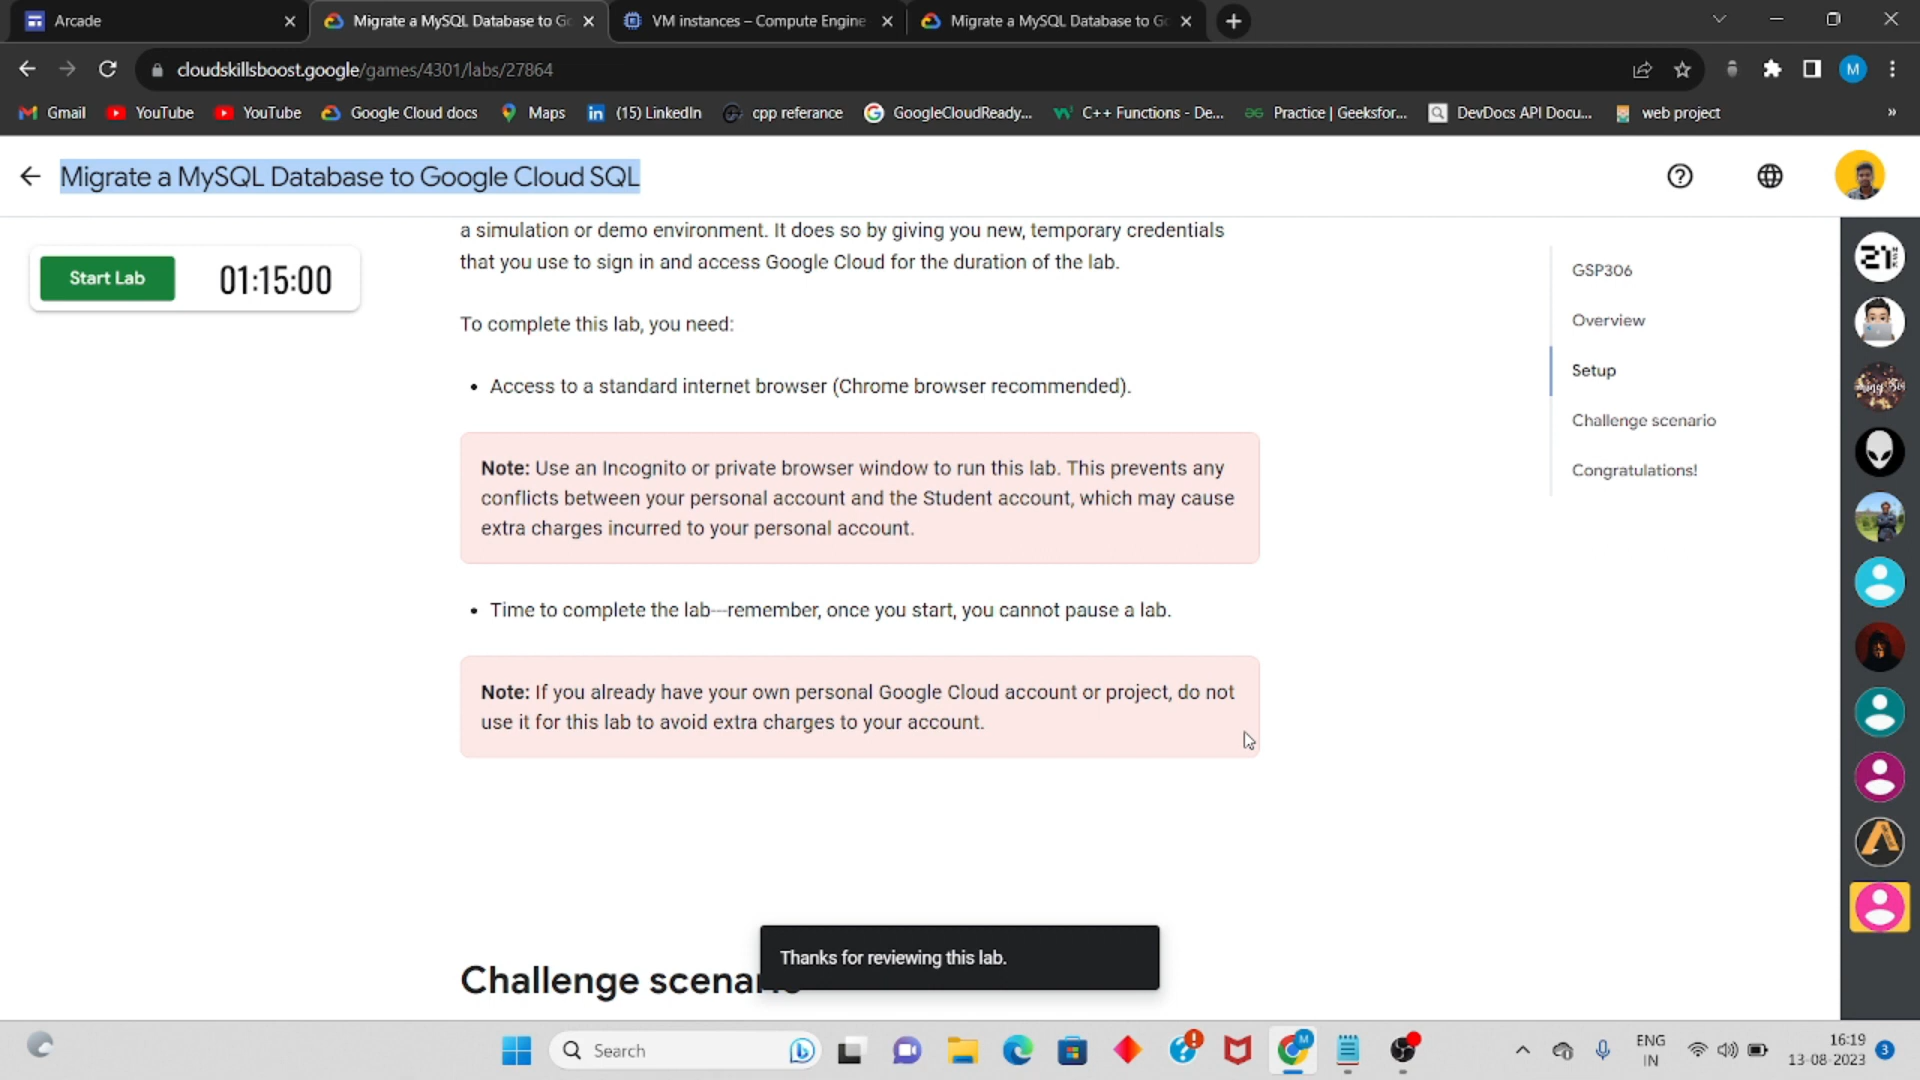 Arcade
Migrate a MySQL Database to Go
VM instances – Compute Engine
Migrate a MySQL Database to Go
cloudskillsboost.google/games/4301/labs/27864
M
Gmail
YouTube
YouTube
Google Cloud docs
Maps
(15) LinkedIn
cpp referance
GoogleCloudReady...
C++ Functions - De...
Practice | Geeksfor...
DevDocs API Docu...
web project
»
Migrate a MySQL Database to Google Cloud SQL
Start Lab
01:15:00
a simulation or demo environment. It does so by giving you new, temporary credentials
that you use to sign in and access Google Cloud for the duration of the lab.
To complete this lab, you need:
• Access to a standard internet browser (Chrome browser recommended).
Note: Use an Incognito or private browser window to run this lab. This prevents any
conflicts between your personal account and the Student account, which may cause
extra charges incurred to your personal account.
• Time to complete the lab---remember, once you start, you cannot pause a lab.
Note: If you already have your own personal Google Cloud account or project, do not
use it for this lab to avoid extra charges to your account.
GSP306
Overview
Setup
Challenge scenario
Congratulations!
Thanks for reviewing this lab.
Challenge scenario
Search
ENG
IN
16:19
13-08-2023
3